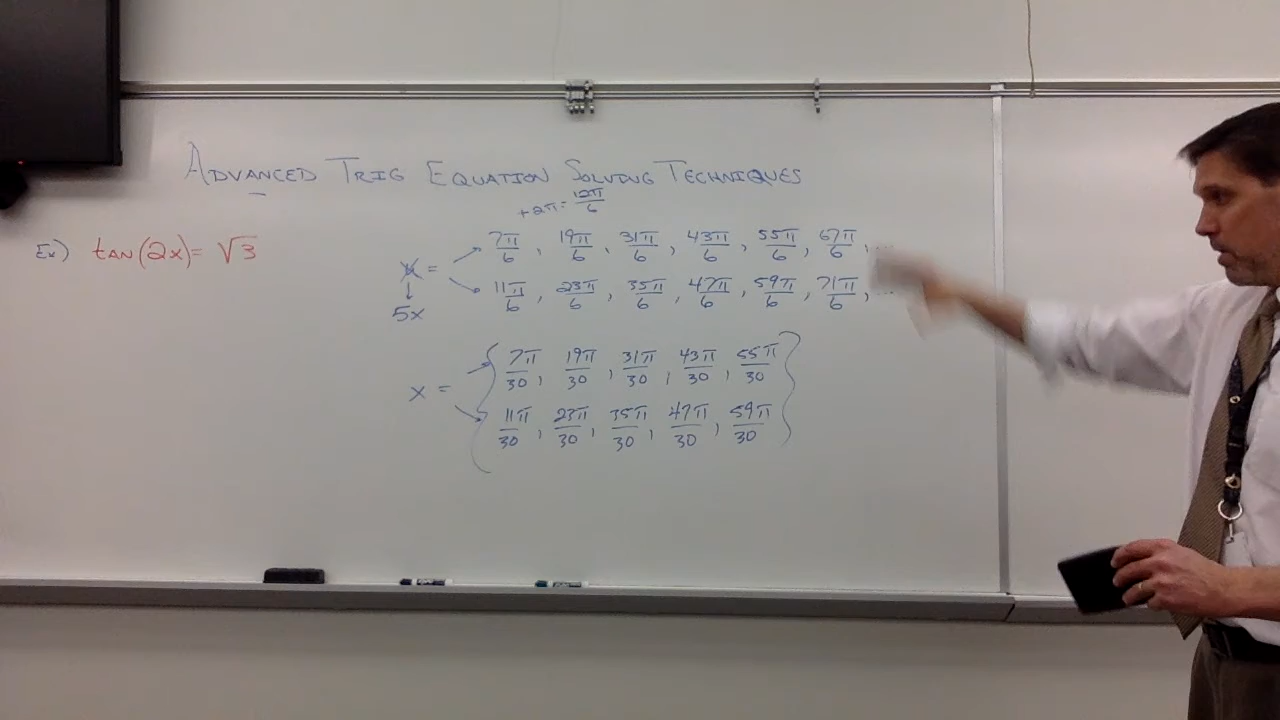 ADVANCED TRIG EQUATION SOLVING TECHNIQUES
+2π = 12π/6
Ex) tan(2x) = √3
x = 7π/6, 19π/6, 31π/6, 43π/6, 55π/6, 67π/6, ...
11π/6, 23π/6, 35π/6, 47π/6, 59π/6, 71π/6, ...
↓
5x
x = { 7π/30, 19π/30, 31π/30, 43π/30, 55π/30
11π/30, 23π/30, 35π/30, 47π/30, 59π/30 }